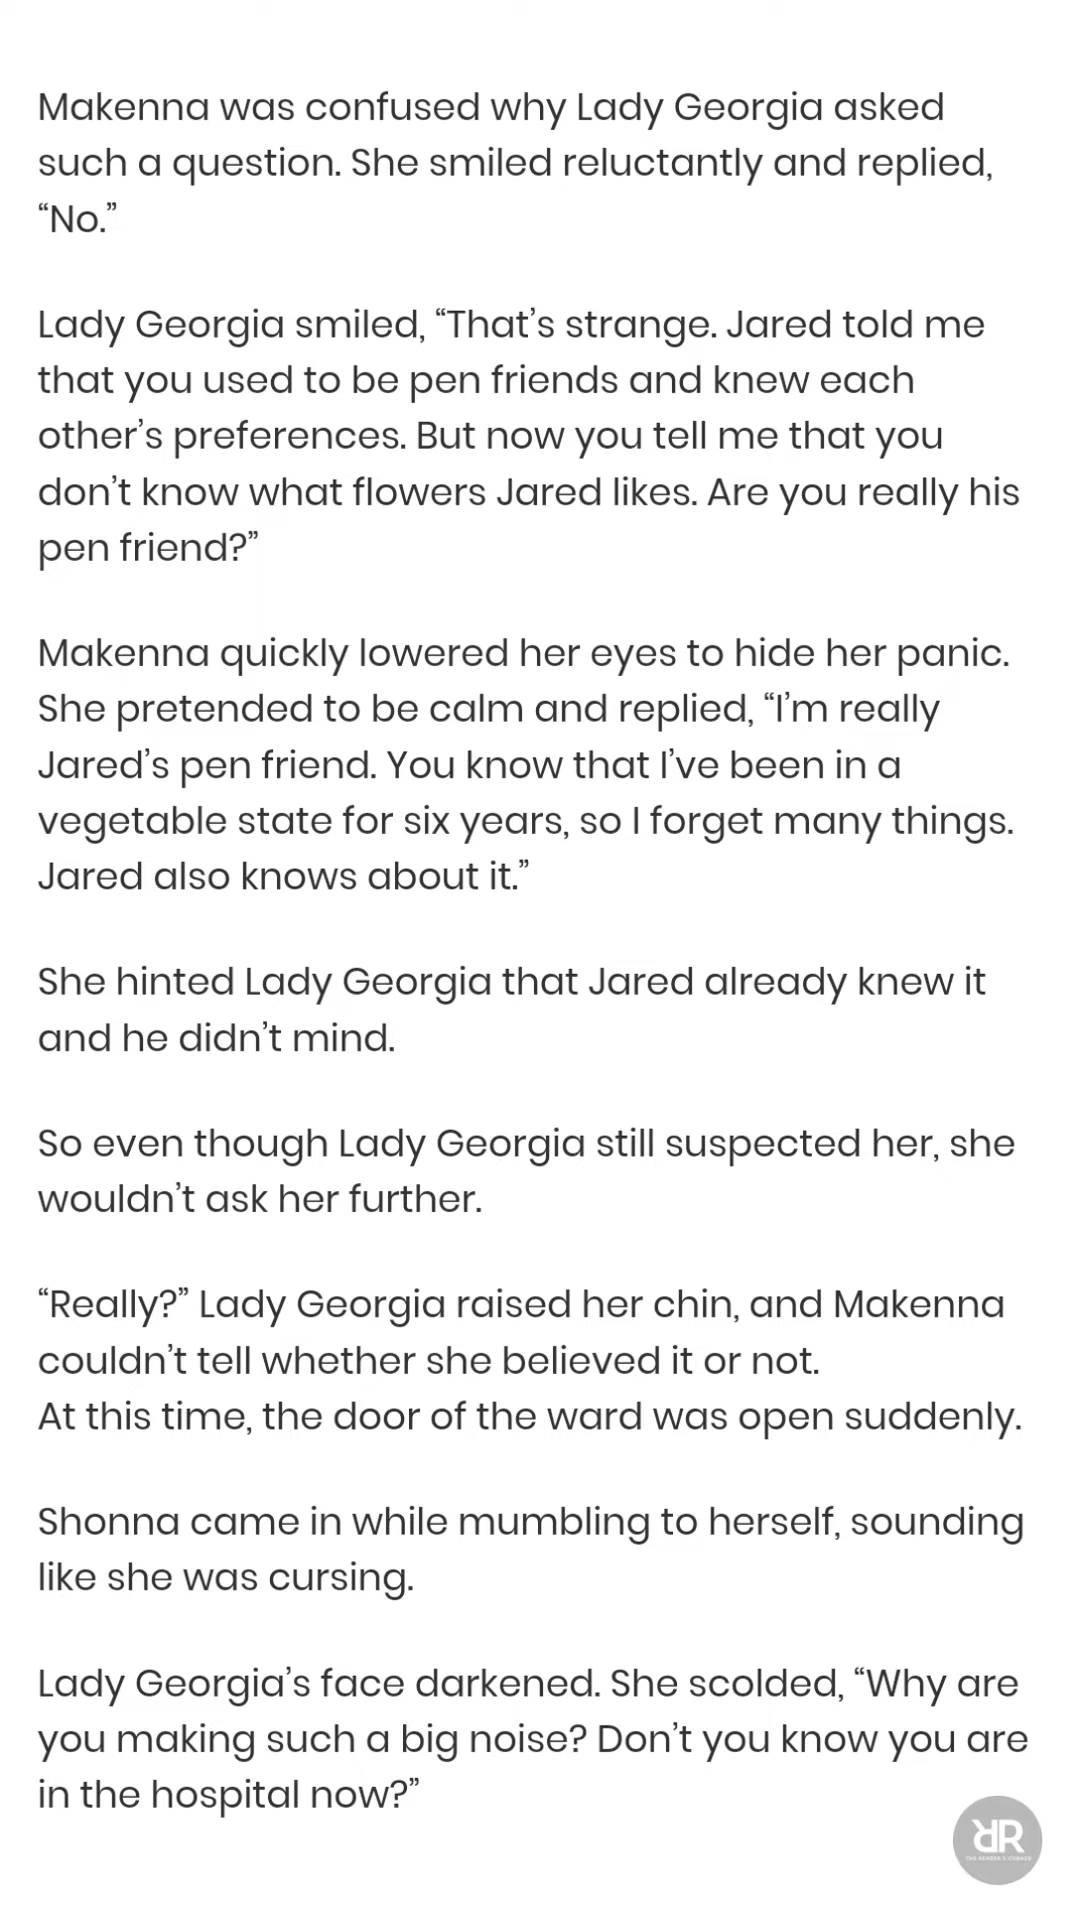 Makenna was confused why Lady Georgia asked
such a question. She smiled reluctantly and replied,
“No.”
Lady Georgia smiled, “That’s strange. Jared told me
that you used to be pen friends and knew each
other’s preferences. But now you tell me that you
don’t know what flowers Jared likes. Are you really his
pen friend?”
Makenna quickly lowered her eyes to hide her panic.
She pretended to be calm and replied, “I’m really
Jared’s pen friend. You know that I’ve been in a
vegetable state for six years, so I forget many things.
Jared also knows about it.”
She hinted Lady Georgia that Jared already knew it
and he didn’t mind.
So even though Lady Georgia still suspected her, she
wouldn’t ask her further.
“Really?” Lady Georgia raised her chin, and Makenna
couldn’t tell whether she believed it or not.
At this time, the door of the ward was open suddenly.
Shonna came in while mumbling to herself, sounding
like she was cursing.
Lady Georgia’s face darkened. She scolded, “Why are
you making such a big noise? Don’t you know you are
in the hospital now?”
RR
THE READER'S CORNER